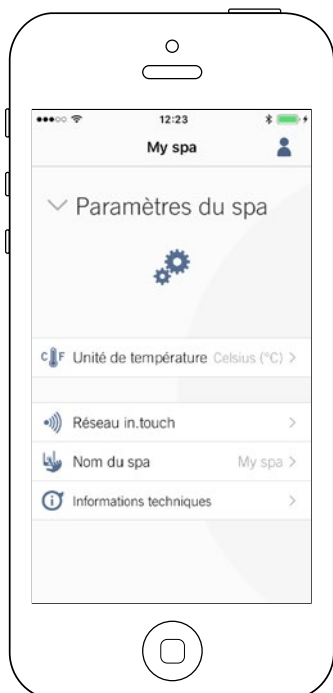 12:23
My spa
Paramètres du spa
C F Unité de température Celsius (°C)
Réseau in.touch
Nom du spa My spa
Informations techniques